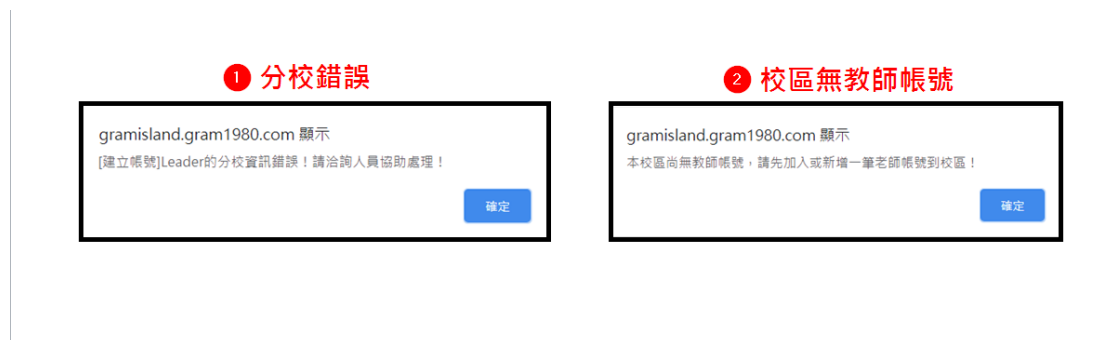 1 分校錯誤
gramisland.gram1980.com 顯示
[建立帳號]Leader的分校資訊錯誤！請洽詢人員協助處理！
確定
2 校區無教師帳號
gramisland.gram1980.com 顯示
本校區尚無教師帳號，請先加入或新增一筆老師帳號到校區！
確定